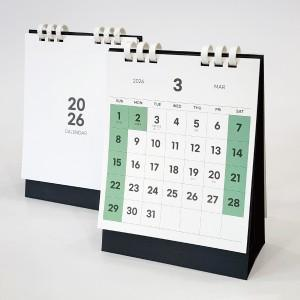 20
26
CALENDAR
2026 3 MAR
SUN MON TUE WED THU FRI SAT
1 2 3 4 5 6 7
8 9 10 11 12 13 14
15 16 17 18 19 20 21
22 23 24 25 26 27 28
29 30 31